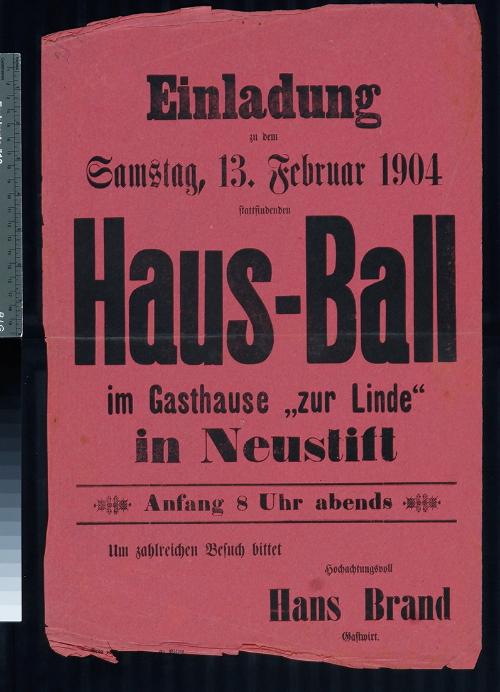 Einladung
zu dem
Samstag, 13. Februar 1904
stattfindenden
Haus-Ball
im Gasthause „zur Linde“
in Neustift
Anfang 8 Uhr abends
Um zahlreichen Besuch bittet
Hochachtungsvoll
Hans Brand
Gastwirt.